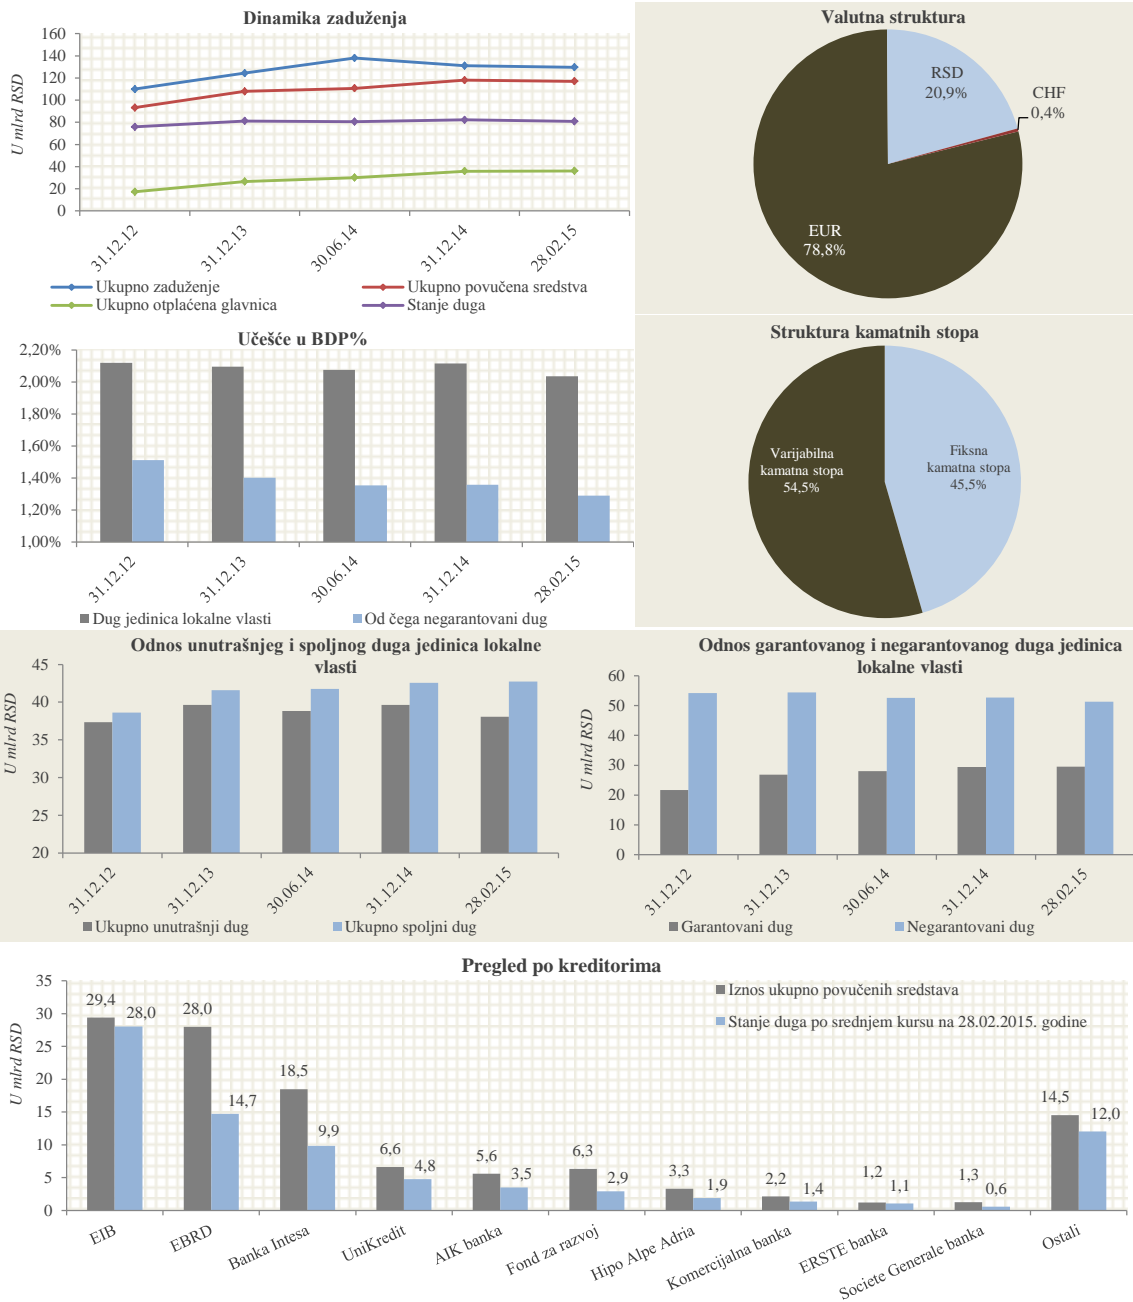 Dinamika zaduženja
U mlrd RSD
160
140
120
100
80
60
40
20
0
31.12.12
31.12.13
30.06.14
31.12.14
28.02.15
Ukupno zaduženje
Ukupno povučena sredstva
Ukupno otplaćena glavnica
Stanje duga
Valutna struktura
RSD
20,9%
CHF
0,4%
EUR
78,8%
Učešće u BDP%
2,20%
2,00%
1,80%
1,60%
1,40%
1,20%
1,00%
31.12.12
31.12.13
30.06.14
31.12.14
28.02.15
Dug jedinica lokalne vlasti
Od čega negarantovani dug
Struktura kamatnih stopa
Varijabilna
kamatna stopa
54,5%
Fiksna
kamatna stopa
45,5%
Odnos unutrašnjeg i spoljnog duga jedinica lokalne
vlasti
U mlrd RSD
45
40
35
30
25
20
31.12.12
31.12.13
30.06.14
31.12.14
28.02.15
Ukupno unutrašnji dug
Ukupno spoljni dug
Odnos garantovanog i negarantovanog duga jedinica
lokalne vlasti
U mlrd RSD
60
50
40
30
20
10
0
31.12.12
31.12.13
30.06.14
31.12.14
28.02.15
Garantovani dug
Negarantovani dug
Pregled po kreditorima
U mlrd RSD
35
30
25
20
15
10
5
0
Iznos ukupno povučenih sredstava
Stanje duga po srednjem kursu na 28.02.2015. godine
29,4
28,0
28,0
14,7
18,5
9,9
6,6
4,8
5,6
3,5
6,3
2,9
3,3
1,9
2,2
1,4
1,2
1,1
1,3
0,6
14,5
12,0
EIB
EBRD
Banka Intesa
UniKredit
AIK banka
Fond za razvoj
Hipo Alpe Adria
Komercijalna banka
ERSTE banka
Societe Generale banka
Ostali